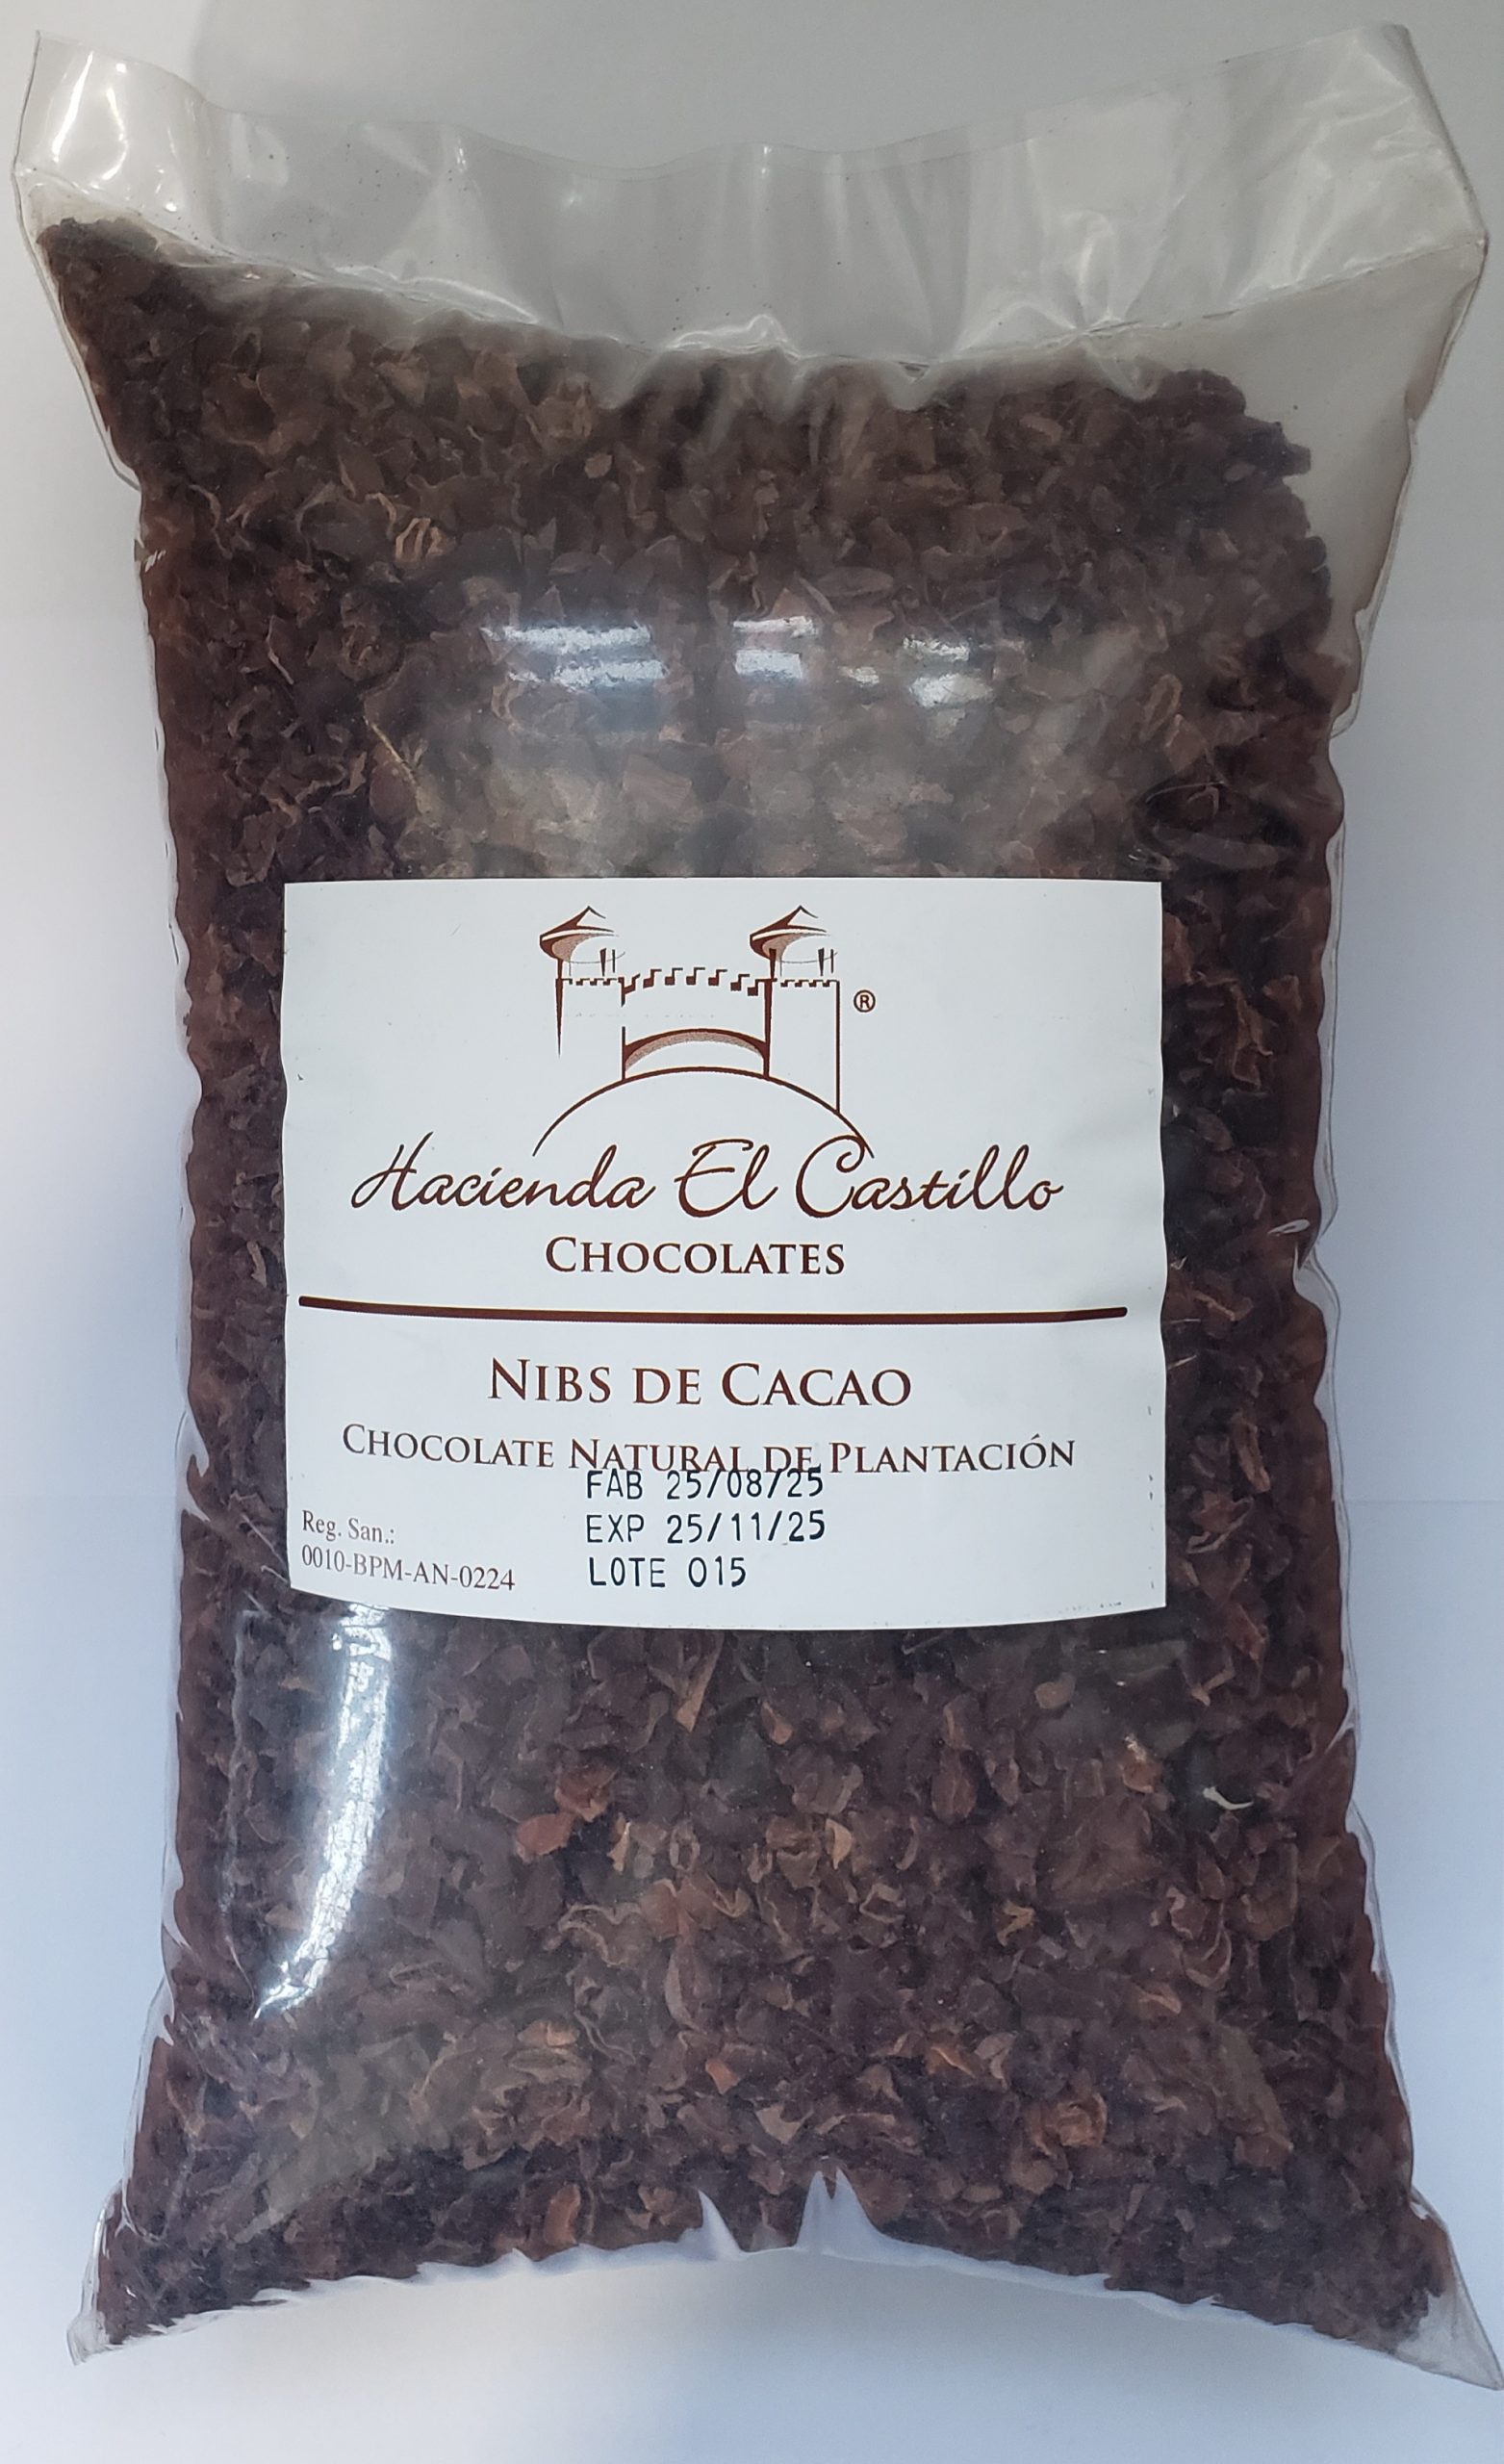 ®
Hacienda El Castillo
CHOCOLATES
NIBS DE CACAO
CHOCOLATE NATURAL DE PLANTACIÓN
FAB 25/08/25
EXP 25/11/25
LOTE 015
Reg. San.:
0010-BPM-AN-0224